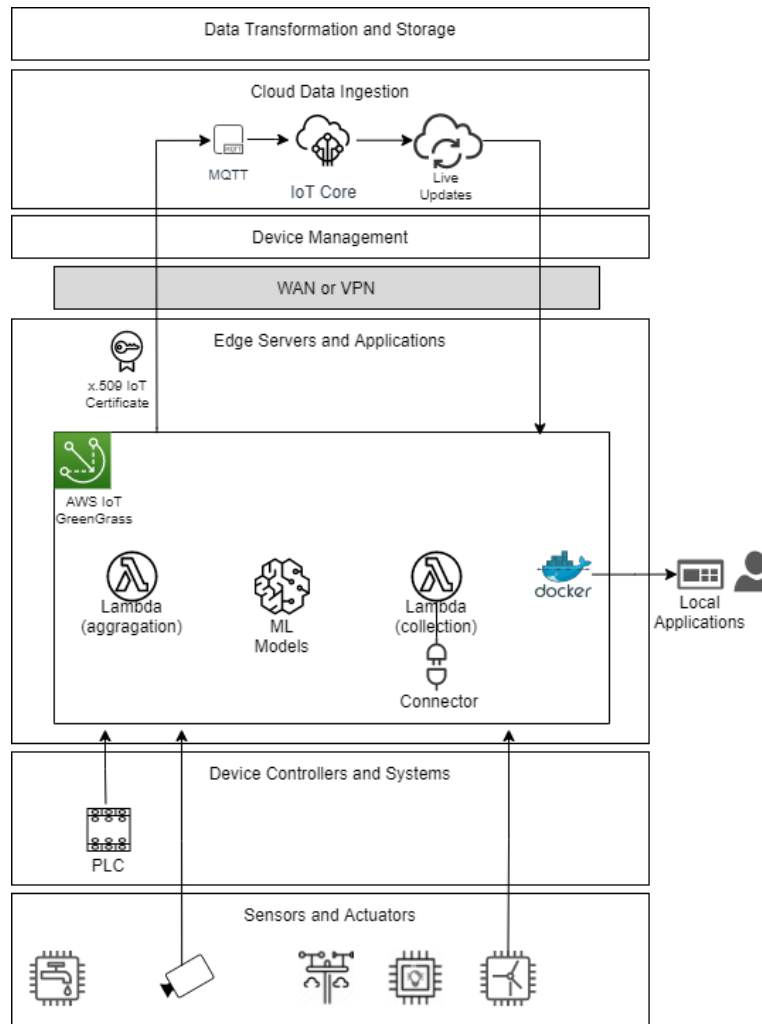 Data Transformation and Storage
Cloud Data Ingestion
MQTT
MQTT
IoT Core
Live
Updates
Device Management
WAN or VPN
Edge Servers and Applications
x.509 IoT
Certificate
AWS IoT
GreenGrass
Lambda
(aggragation)
ML
Models
Lambda
(collection)
Connector
docker
Local
Applications
Device Controllers and Systems
PLC
Sensors and Actuators